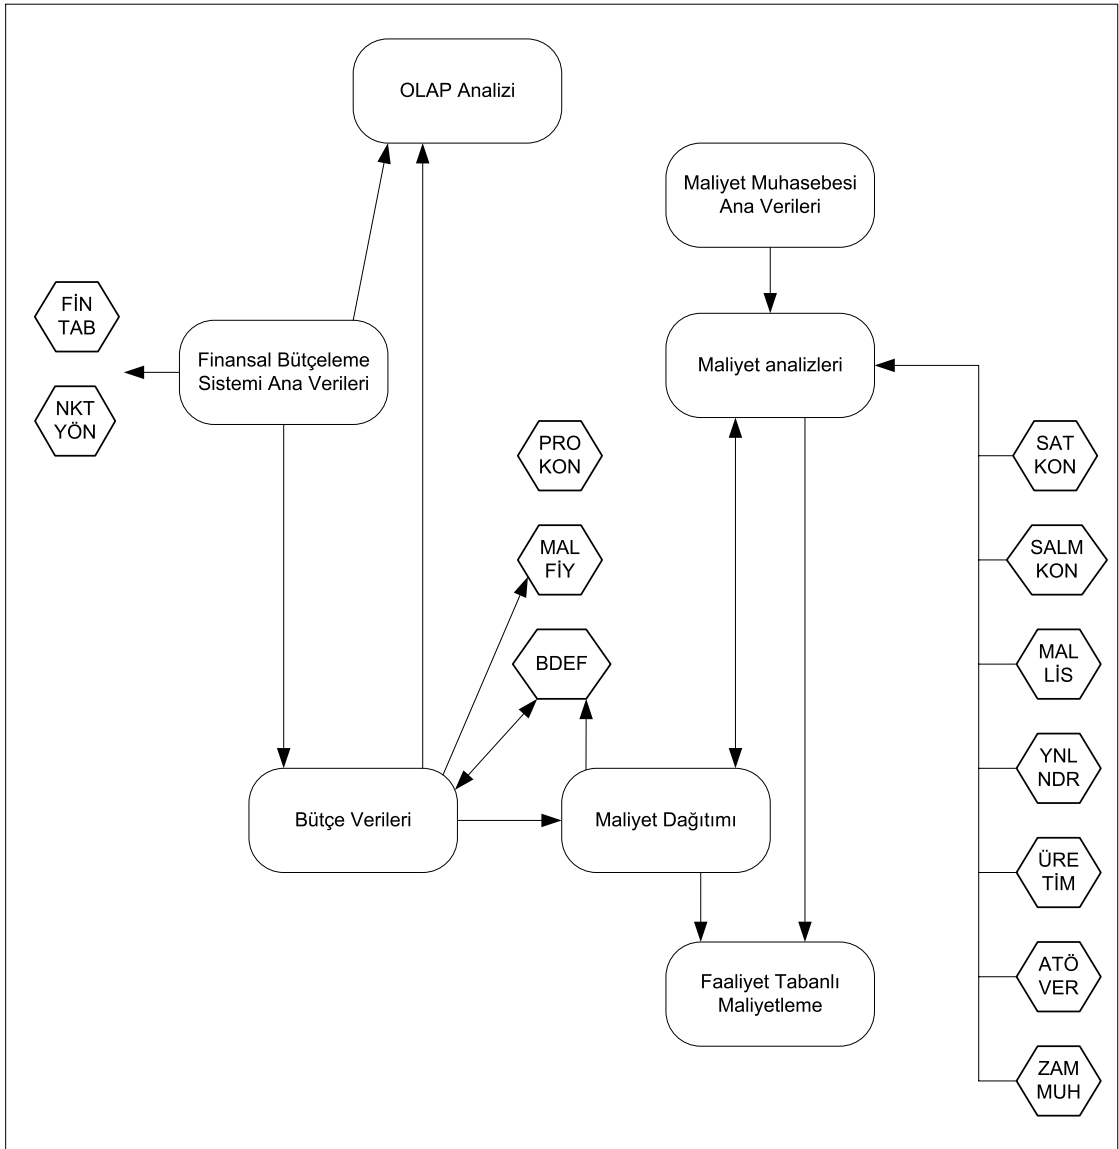 OLAP Analizi
Maliyet Muhasebesi
Ana Verileri
FİN
TAB
Finansal Bütçeleme
Sistemi Ana Verileri
Maliyet analizleri
NKT
YÖN
PRO
KON
SAT
KON
MAL
FİY
SALM
KON
BDEF
MAL
LİS
YNL
NDR
Bütçe Verileri
Maliyet Dağıtımı
ÜRE
TİM
Faaliyet Tabanlı
Maliyetleme
ATÖ
VER
ZAM
MUH